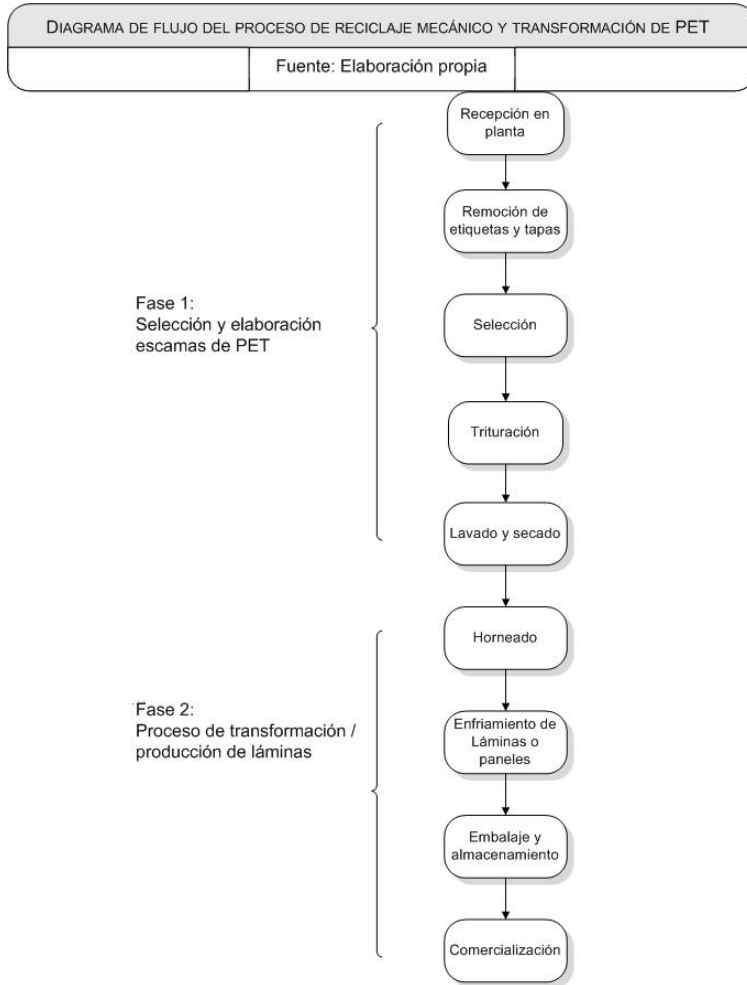 DIAGRAMA DE FLUJO DEL PROCESO DE RECICLAJE MECÁNICO Y TRANSFORMACIÓN DE PET
Fuente: Elaboración propia
Recepción en
planta
Remoción de
etiquetas y tapas
Fase 1:
Selección y elaboración
escamas de PET
Selección
Trituración
Lavado y secado
Horneado
Fase 2:
Proceso de transformación /
producción de láminas
Enfriamiento de
Láminas o
paneles
Embalaje y
almacenamiento
Comercialización